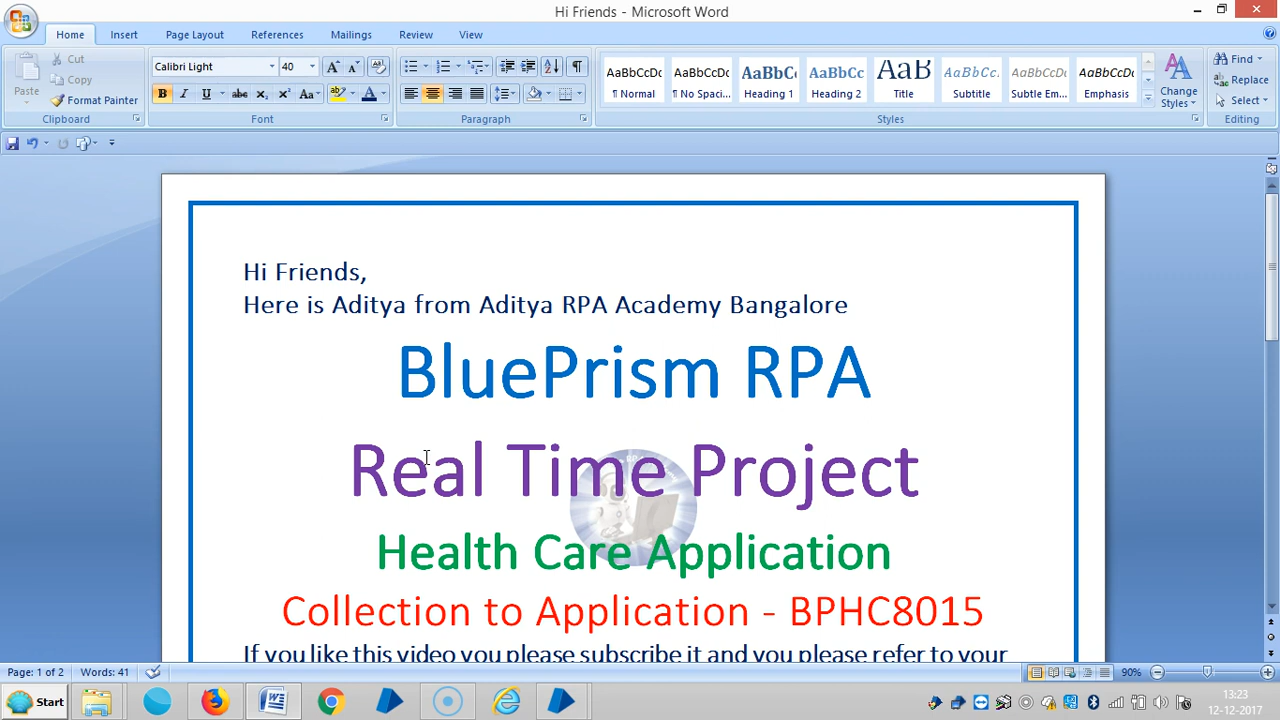 Hi Friends - Microsoft Word
Home Insert Page Layout References Mailings Review View
Paste
Cut
Copy
Format Painter
Clipboard
Calibri Light 40
Font
Paragraph
AaBbCcDc AaBbCcDc AaBbCc AaBbCc AaB AaBbCc. AaBbCcDc AaBbCcDc
¶ Normal ¶ No Spaci... Heading 1 Heading 2 Title Subtitle Subtle Em... Emphasis
Change Styles
Styles
Find
Replace
Select
Editing
Hi Friends,
Here is Aditya from Aditya RPA Academy Bangalore
BluePrism RPA
Real Time Project
Health Care Application
Collection to Application - BPHC8015
If you like this video you please subscribe it and you please refer to your
Page: 1 of 2 Words: 41 90%
Start 13:23
12-12-2017